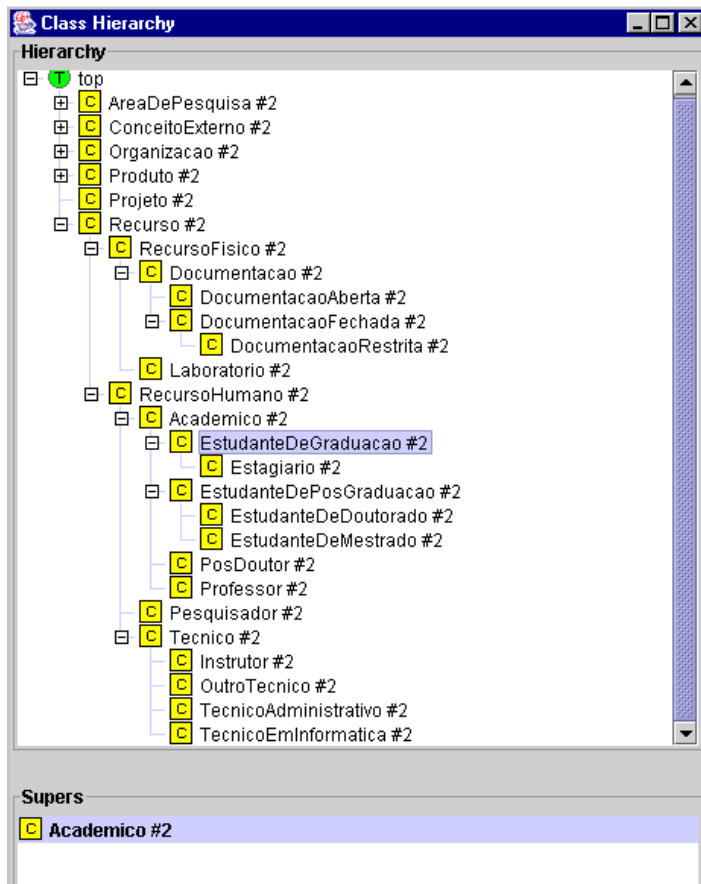 Class Hierarchy
Hierarchy
T top
C AreaDePesquisa #2
C ConceitoExterno #2
C Organizacao #2
C Produto #2
C Projeto #2
C Recurso #2
C RecursoFisico #2
C Documentacao #2
C DocumentacaoAberta #2
C DocumentacaoFechada #2
C DocumentacaoRestrita #2
C Laboratorio #2
C RecursoHumano #2
C Academico #2
C EstudanteDeGraduacao #2
C Estagiario #2
C EstudanteDePosGraduacao #2
C EstudanteDeDoutorado #2
C EstudanteDeMestrado #2
C PosDoutor #2
C Professor #2
C Pesquisador #2
C Tecnico #2
C Instrutor #2
C OutroTecnico #2
C TecnicoAdministrativo #2
C TecnicoEmInformatica #2
Supers
C Academico #2